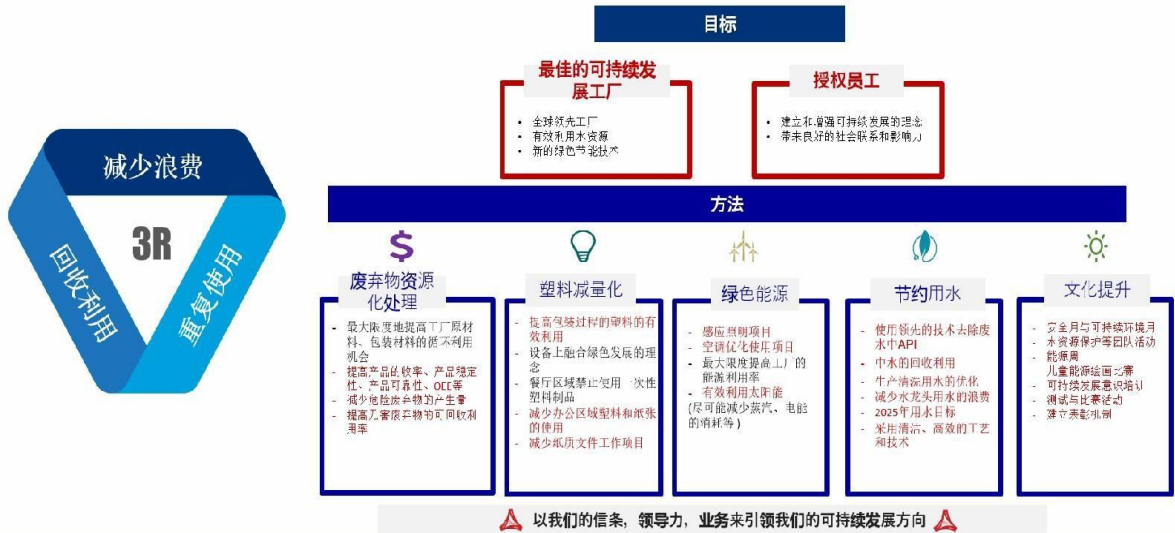 目标
最佳的可持续发
展工厂
• 全球领先工厂
• 有效利用水资源
• 新的绿色节能技术
授权员工
• 建立和增强可持续发展的理念
• 带来良好的社会联系和影响力
减少浪费
回收利用
3R
重复使用
方法
$
废弃物资源
化处理
- 最大限度地提高工厂原材
料、包装材料的循环利用
机会
- 提高产品的收率、产品稳定
性、产品可靠性、OEE等
- 减少危险废弃物的产生量
- 提高无害废弃物的可回收利
用率
塑料减量化
- 提高包装过程的塑料的有
效利用
- 设备上融合绿色发展的理
念
- 餐厅区域禁止使用一次性
塑料制品
- 减少办公区域塑料和纸张
的使用
- 减少纸质文件工作项目
绿色能源
- 感应照明项目
- 空调优化使用项目
- 最大限度提高工厂的
能源利用率
- 有效利用太阳能
(尽可能减少蒸汽、电能
的消耗等)
节约用水
- 使用领先的技术去除废
水中API
- 中水的回收利用
- 生产清洗用水的优化
- 减少水龙头用水的浪费
- 2025年用水目标
- 采用清洁、高效的工艺
和技术
文化提升
- 安全月与可持续环境月
- 水资源保护等团队活动
- 能源周
- 儿童能源绘画比赛
- 可持续发展意识培训
- 测试与比赛活动
- 建立表彰机制
以我们的信条，领导力，业务来引领我们的可持续发展方向